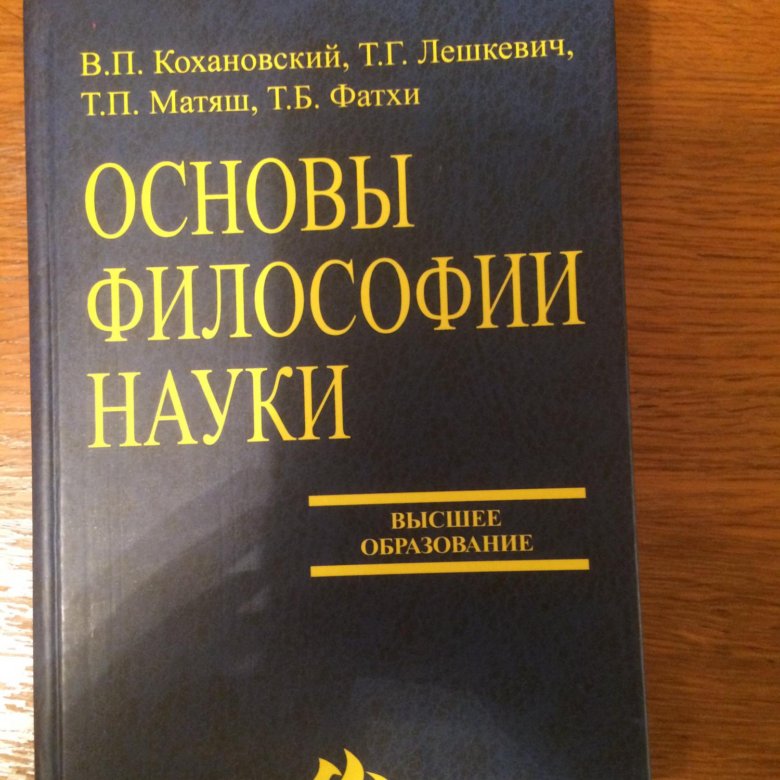 В.П. Кохановский, Т.Г. Лешкевич,
Т.П. Матяш, Т.Б. Фатхи
ОСНОВЫ
ФИЛОСОФИИ
НАУКИ
ВЫСШЕЕ
ОБРАЗОВАНИЕ